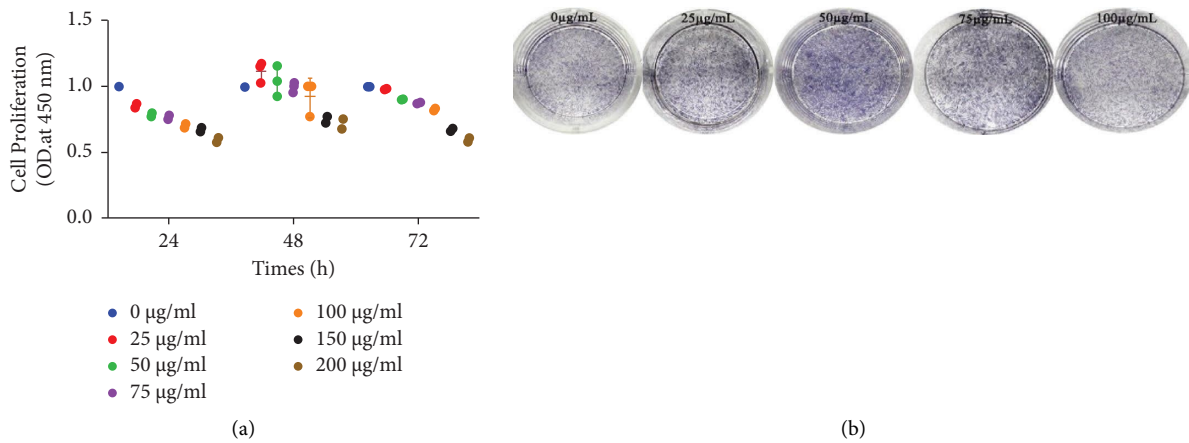 1.5
1.0
0.5
0.0
Cell Proliferation
(OD.at 450 nm)
24
48
72
Times (h)
0 μg/ml
25 μg/ml
50 μg/ml
75 μg/ml
100 μg/ml
150 μg/ml
200 μg/ml
(a)
0μg/mL
25μg/mL
50μg/mL
75μg/mL
100μg/mL
(b)